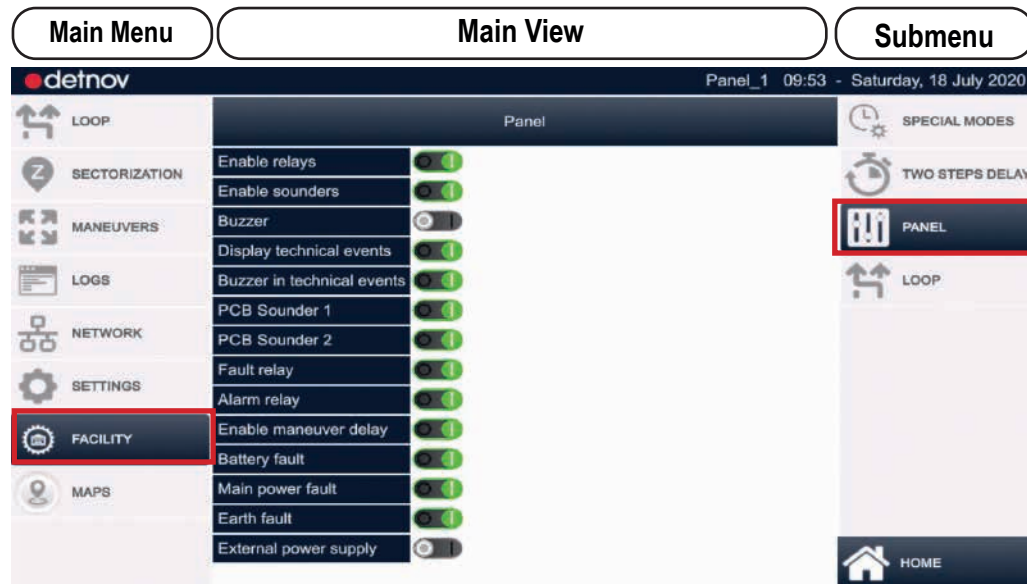 Main Menu
Main View
Submenu
detnov
Panel_1 09:53 - Saturday, 18 July 2020
LOOP
SECTORIZATION
MANEUVERS
LOGS
NETWORK
SETTINGS
FACILITY
MAPS
Panel
Enable relays
Enable sounders
Buzzer
Display technical events
Buzzer in technical events
PCB Sounder 1
PCB Sounder 2
Fault relay
Alarm relay
Enable maneuver delay
Battery fault
Main power fault
Earth fault
External power supply
SPECIAL MODES
TWO STEPS DELAY
PANEL
LOOP
HOME